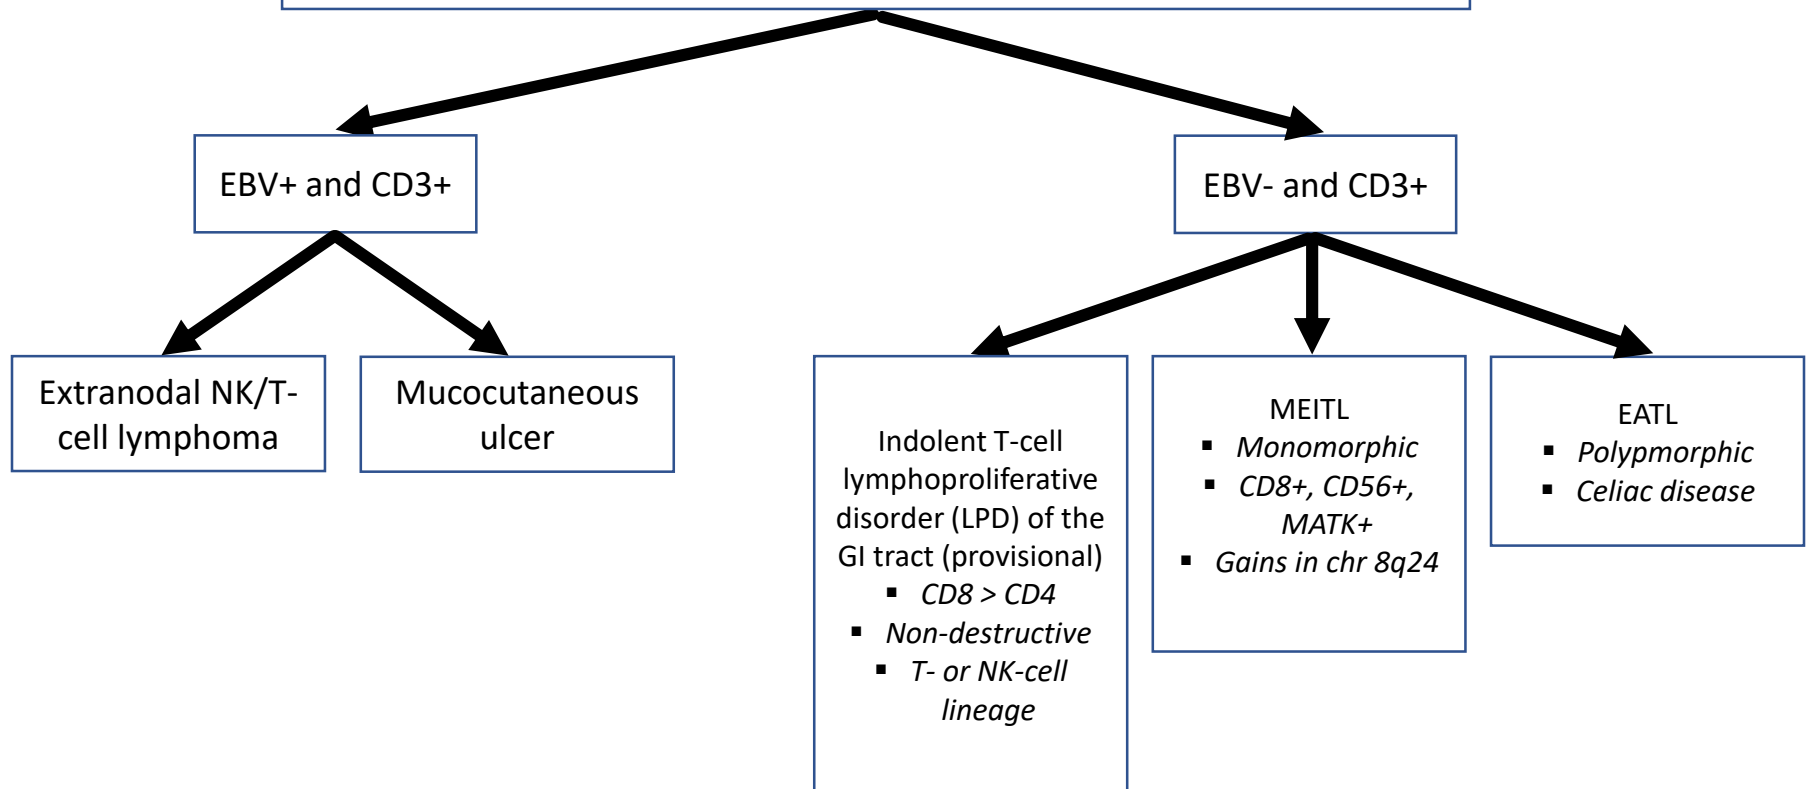 EBV+ and CD3+
EBV- and CD3+
Extranodal NK/T-
cell lymphoma
Mucocutaneous
ulcer
Indolent T-cell
lymphoproliferative
disorder (LPD) of the
GI tract (provisional)
▪ CD8 > CD4
▪ Non-destructive
▪ T- or NK-cell
lineage
MEITL
▪ Monomorphic
▪ CD8+, CD56+,
MATK+
▪ Gains in chr 8q24
EATL
▪ Polypmorphic
▪ Celiac disease